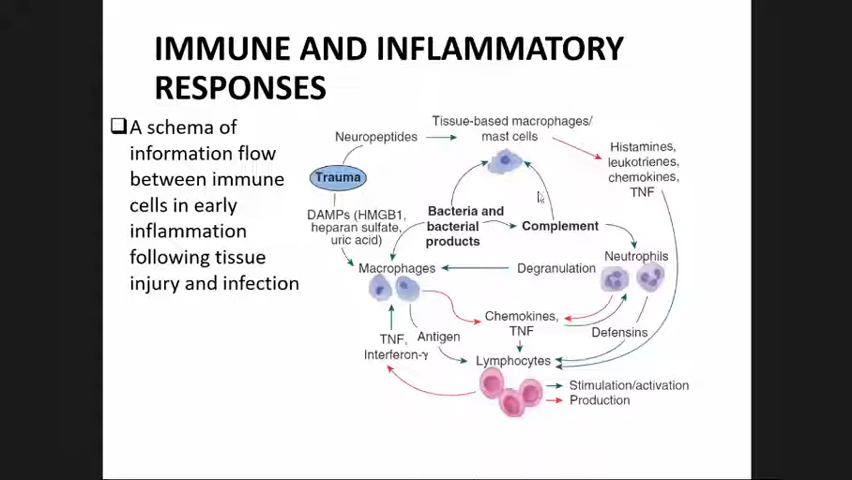 IMMUNE AND INFLAMMATORY
RESPONSES
A schema of
information flow
between immune
cells in early
inflammation
following tissue
injury and infection
Tissue-based macrophages/
mast cells
Neuropeptides
Histamines,
leukotrienes,
chemokines,
TNF
Trauma
DAMPs (HMGB1,
heparan sulfate,
uric acid)
Bacteria and
bacterial
products
Complement
Neutrophils
Macrophages
Degranulation
Chemokines,
TNF
Defensins
TNF,
Interferon-γ
Antigen
Lymphocytes
Stimulation/activation
Production